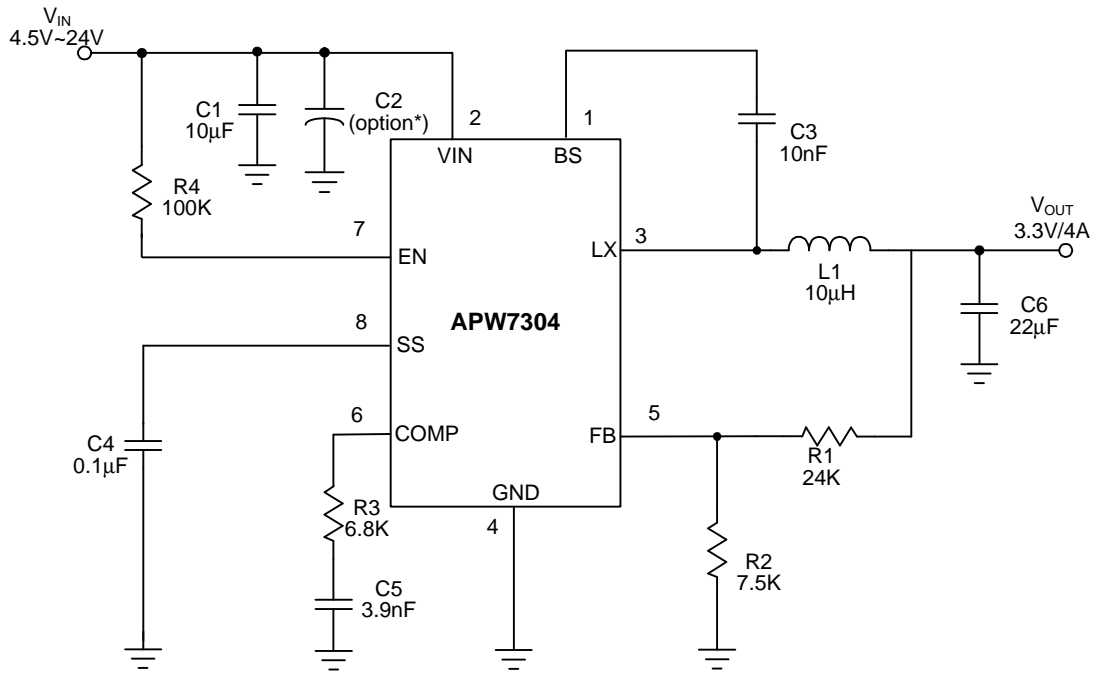 VIN
4.5V~24V
C1
10μF
C2
(option*)
2
1
C3
10nF
VIN
BS
R4
100K
7
EN
LX
3
VOUT
3.3V/4A
L1
10μH
C6
22μF
APW7304
8
SS
6
COMP
FB
5
C4
0.1μF
R1
24K
GND
4
R3
6.8K
R2
7.5K
C5
3.9nF